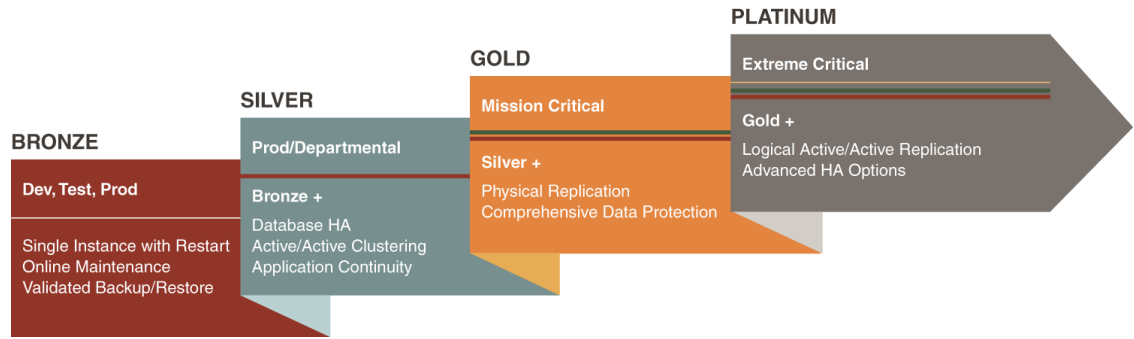 BRONZE
Dev, Test, Prod
Single Instance with Restart
Online Maintenance
Validated Backup/Restore
SILVER
Prod/Departmental
Bronze +
Database HA
Active/Active Clustering
Application Continuity
GOLD
Mission Critical
Silver +
Physical Replication
Comprehensive Data Protection
PLATINUM
Extreme Critical
Gold +
Logical Active/Active Replication
Advanced HA Options